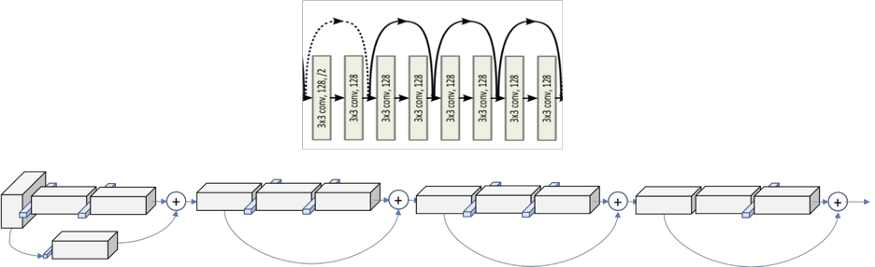 3x3 conv, 128, /2
3x3 conv, 128
3x3 conv, 128
3x3 conv, 128
3x3 conv, 128
3x3 conv, 128
3x3 conv, 128
3x3 conv, 128
+
+
+
+